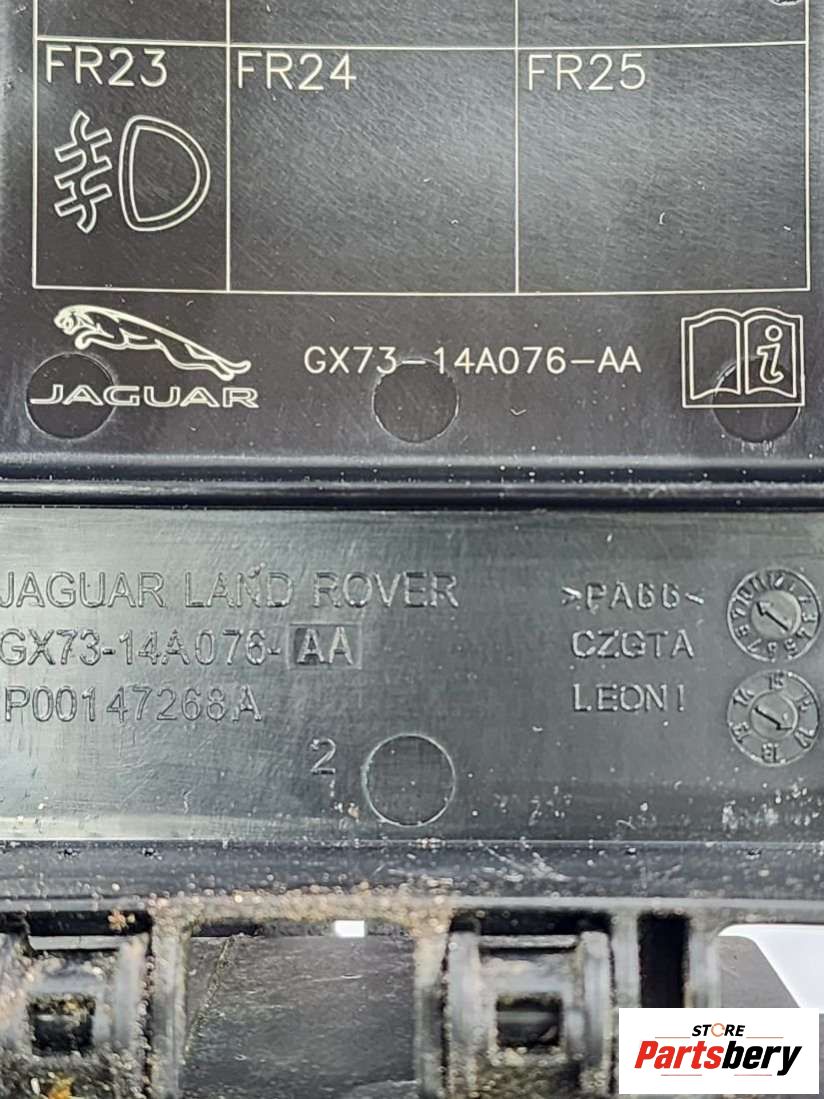 FR23 FR24 FR25
JAGUAR GX73-14A076-AA i
JAGUAR LAND ROVER >PA66<
GX73-14A076-AA CZGTA
P00147268A LEONI
2
STORE
Partsbery